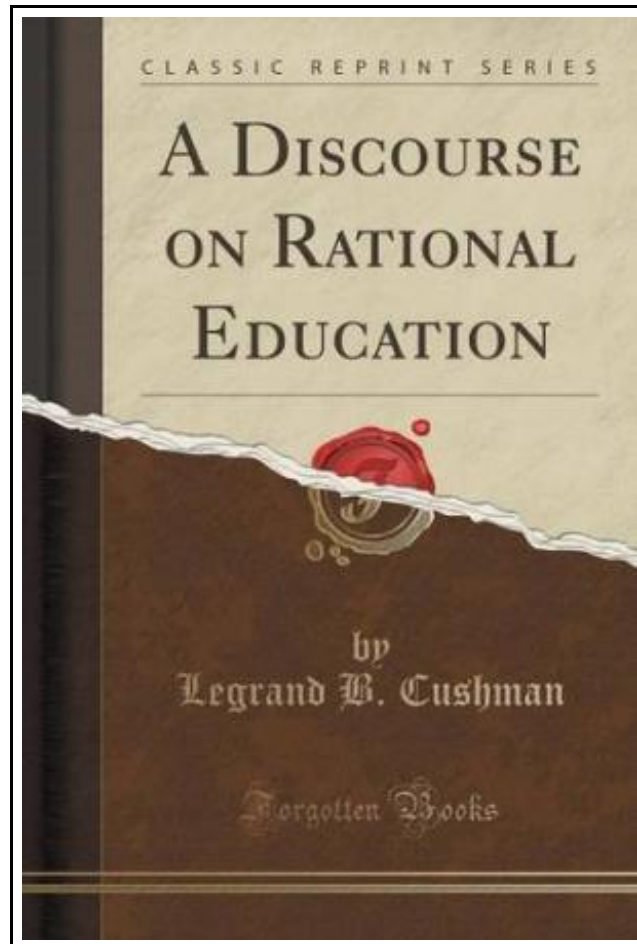 CLASSIC REPRINT SERIES
A DISCOURSE
ON RATIONAL
EDUCATION
F
by
Legrand B. Cushman
Forgotten Books